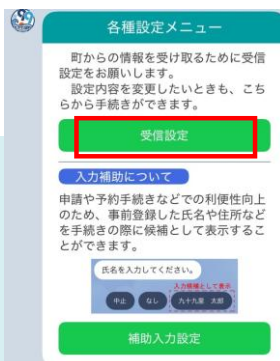 各種設定メニュー
町からの情報を受け取るために受信
設定をお願いします。
設定内容を変更したいときも、こち
らから手続きができます。
受信設定
入力補助について
申請や予約手続きなどでの利便性向上
のため、事前登録した氏名や住所など
を手続きの際に候補として表示するこ
とができます。
氏名を入力してください。
入力候補として表示
中止 なし 九十九里 太郎
補助入力設定